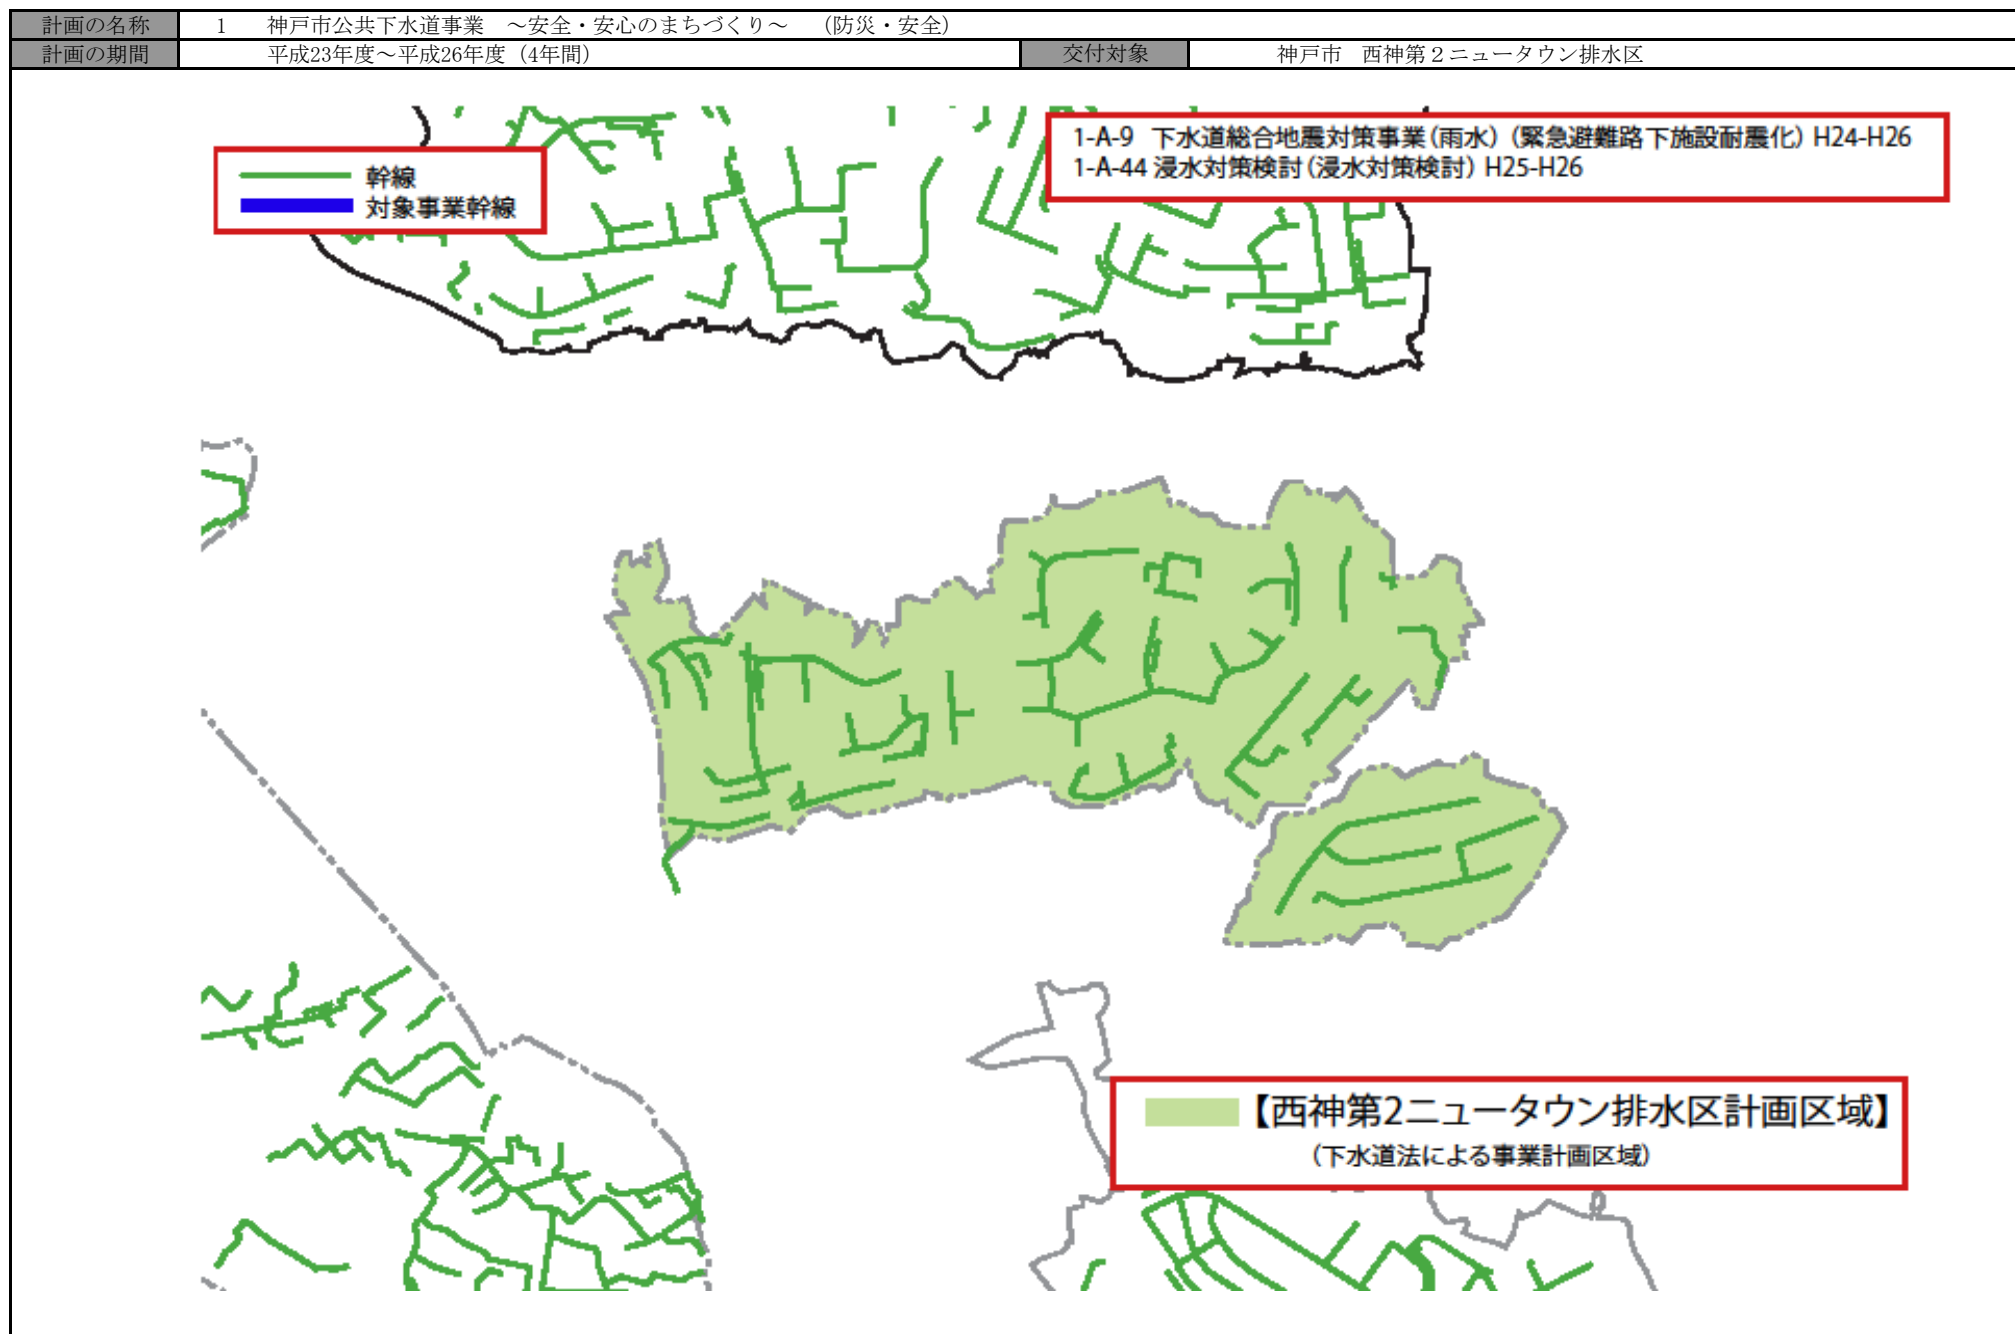 計画の名称 1 神戸市公共下水道事業 ～安全・安心のまちづくり～ （防災・安全）
計画の期間 平成23年度～平成26年度（4年間） 交付対象 神戸市 西神第２ニュータウン排水区
1-A-9 下水道総合地震対策事業（雨水）（緊急避難路下施設耐震化）H24-H26
1-A-44 浸水対策検討（浸水対策検討）H25-H26
幹線
対象事業幹線
【西神第2ニュータウン排水区計画区域】
（下水道法による事業計画区域）